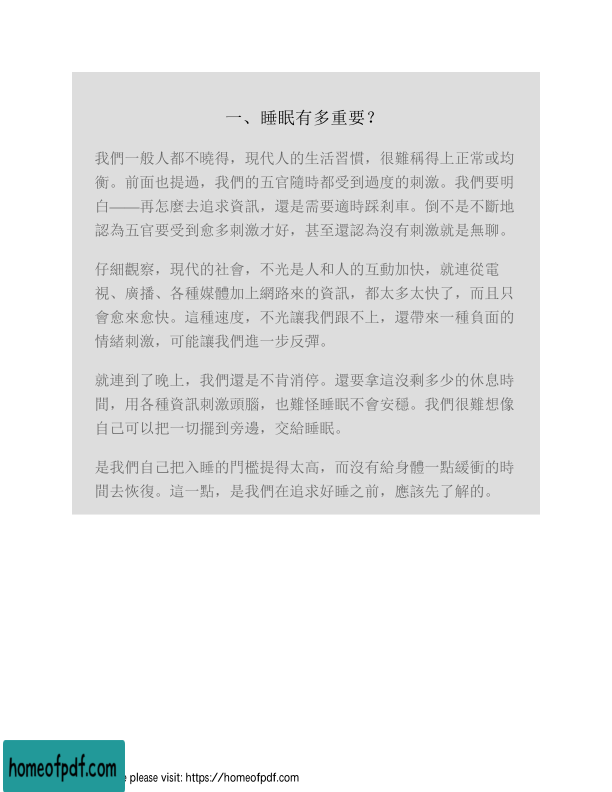 一、睡眠有多重要？
我們一般人都不曉得，現代人的生活習慣，很難稱得上正常或均
衡。前面也提過，我們的五官隨時都受到過度的刺激。我們要明
白——再怎麼去追求資訊，還是需要適時踩剎車。倒不是不斷地
認為五官要受到愈多刺激才好，甚至還認為沒有刺激就是無聊。
仔細觀察，現代的社會，不光是人和人的互動加快，就連從電
視、廣播、各種媒體加上網路來的資訊，都太多太快了，而且只
會愈來愈快。這種速度，不光讓我們跟不上，還帶來一種負面的
情緒刺激，可能讓我們進一步反彈。
就連到了晚上，我們還是不肯消停。還要拿這沒剩多少的休息時
間，用各種資訊刺激頭腦，也難怪睡眠不會安穩。我們很難想像
自己可以把一切擺到旁邊，交給睡眠。
是我們自己把入睡的門檻提得太高，而沒有給身體一點緩衝的時
間去恢復。這一點，是我們在追求好睡之前，應該先了解的。
homeofpdf.com
please visit: https://homeofpdf.com